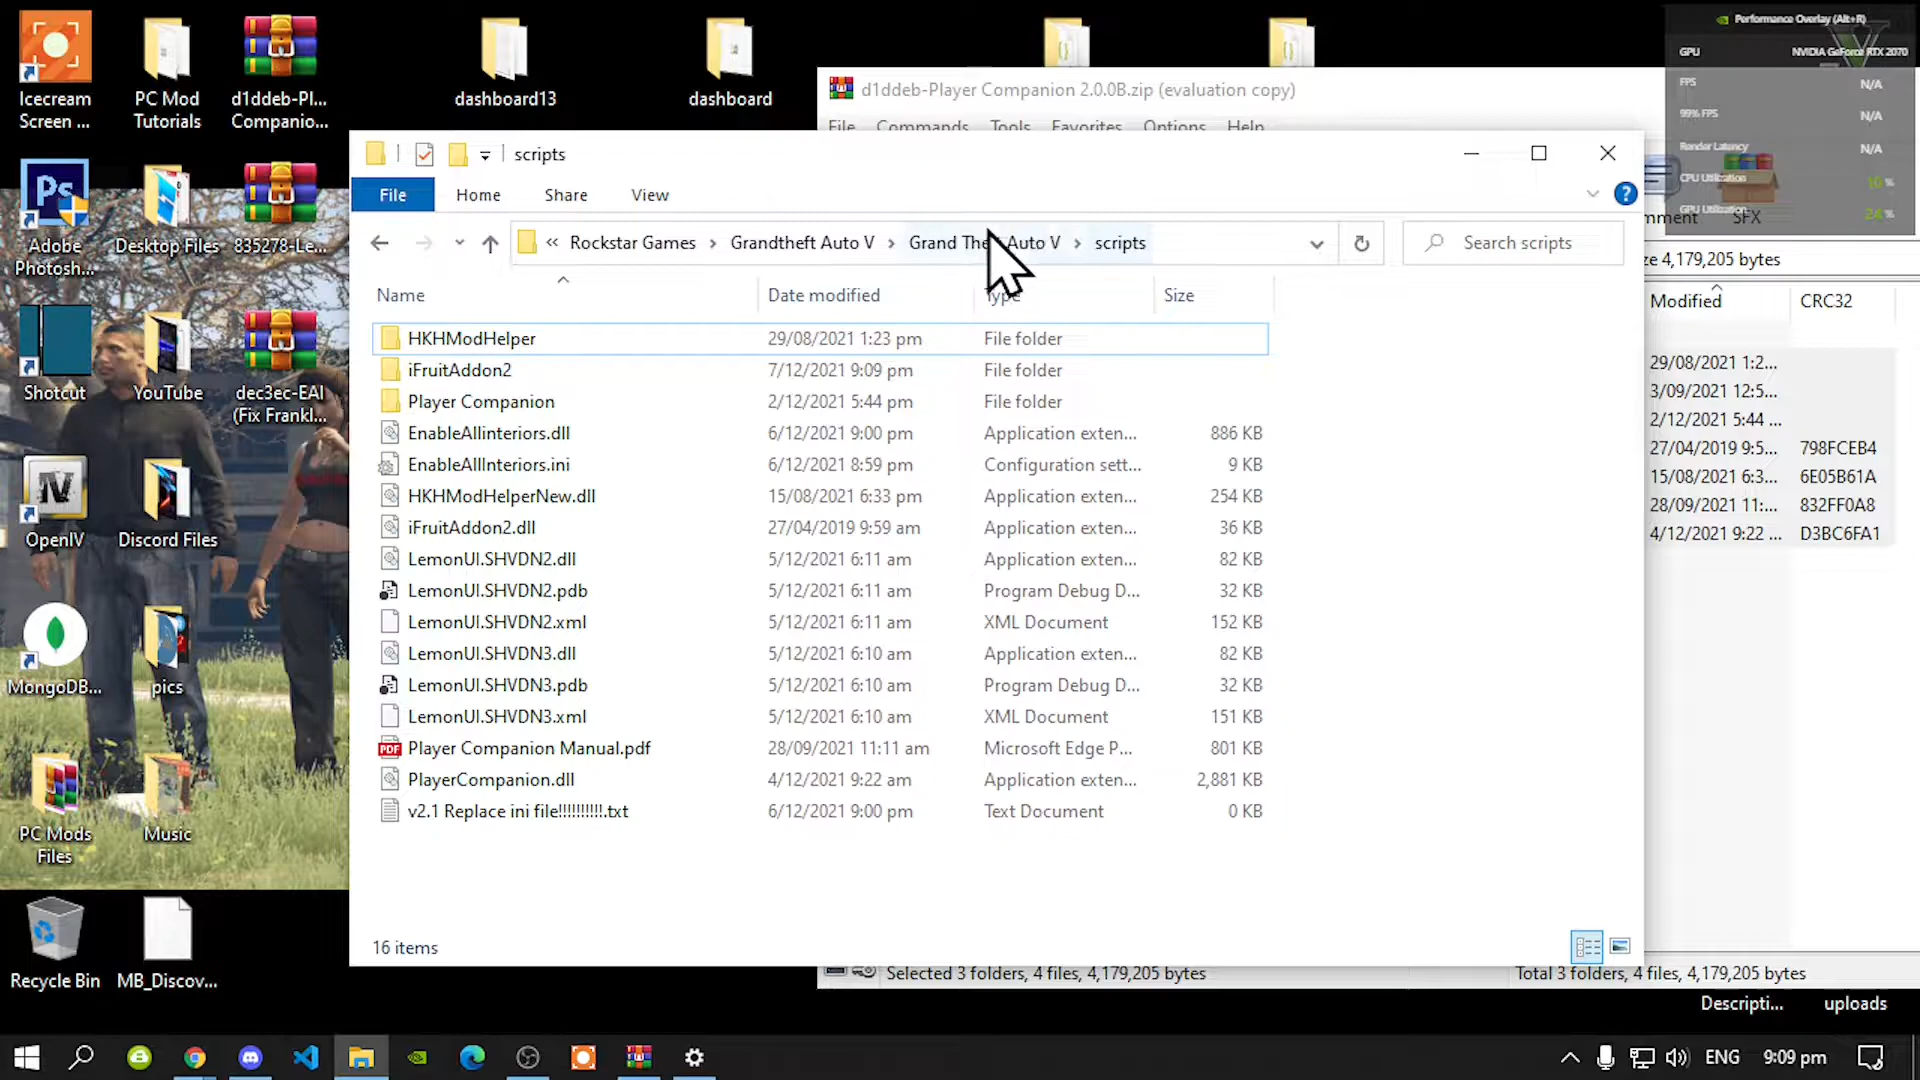 Icecream
Screen ...
PC Mod
Tutorials
d1ddeb-Pl...
Companio...
dashboard13
dashboard
Adobe
Photosh...
Desktop Files
835278-Le...
Shotcut
YouTube
dec3ec-EAI
(Fix Frankl...
OpenIV
Discord Files
MongoDB...
pics
PC Mods
Files
Music
Recycle Bin
MB_Discov...
d1ddeb-Player Companion 2.0.0B.zip (evaluation copy)
File Commands Tools Favorites Options Help
Performance Overlay (Alt+R)
GPU NVIDIA GeForce RTX 2070
FPS N/A
99% FPS N/A
Render Latency N/A
CPU Utilization 10 %
GPU Utilization 24 %
mment SFX
ze 4,179,205 bytes
Modified CRC32
29/08/2021 1:2...
3/09/2021 12:5...
2/12/2021 5:44 ...
27/04/2019 9:5... 798FCEB4
15/08/2021 6:3... 6E05B61A
28/09/2021 11:... 832FF0A8
4/12/2021 9:22 ... D3BC6FA1
scripts
File Home Share View
« Rockstar Games › Grandtheft Auto V › Grand Theft Auto V › scripts
Search scripts
Name Date modified Type Size
HKHModHelper 29/08/2021 1:23 pm File folder
iFruitAddon2 7/12/2021 9:09 pm File folder
Player Companion 2/12/2021 5:44 pm File folder
EnableAllinteriors.dll 6/12/2021 9:00 pm Application exten... 886 KB
EnableAllInteriors.ini 6/12/2021 8:59 pm Configuration sett... 9 KB
HKHModHelperNew.dll 15/08/2021 6:33 pm Application exten... 254 KB
iFruitAddon2.dll 27/04/2019 9:59 am Application exten... 36 KB
LemonUI.SHVDN2.dll 5/12/2021 6:11 am Application exten... 82 KB
LemonUI.SHVDN2.pdb 5/12/2021 6:11 am Program Debug D... 32 KB
LemonUI.SHVDN2.xml 5/12/2021 6:11 am XML Document 152 KB
LemonUI.SHVDN3.dll 5/12/2021 6:10 am Application exten... 82 KB
LemonUI.SHVDN3.pdb 5/12/2021 6:10 am Program Debug D... 32 KB
LemonUI.SHVDN3.xml 5/12/2021 6:10 am XML Document 151 KB
Player Companion Manual.pdf 28/09/2021 11:11 am Microsoft Edge P... 801 KB
PlayerCompanion.dll 4/12/2021 9:22 am Application exten... 2,881 KB
v2.1 Replace ini file!!!!!!!!!!.txt 6/12/2021 9:00 pm Text Document 0 KB
16 items
Selected 3 folders, 4 files, 4,179,205 bytes
Total 3 folders, 4 files, 4,179,205 bytes
Descripti...
uploads
ENG 9:09 pm